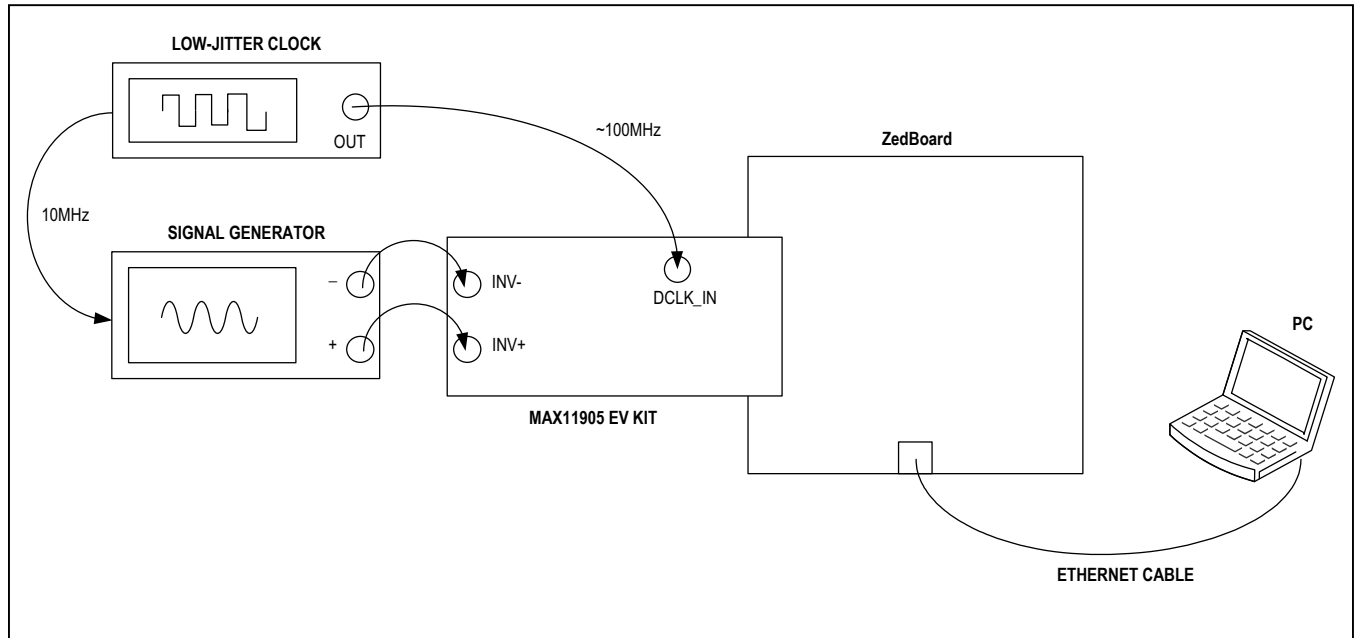 LOW-JITTER CLOCK
OUT
~100MHz
ZedBoard
10MHz
SIGNAL GENERATOR
–
INV-
DCLK_IN
+
INV+
PC
MAX11905 EV KIT
ETHERNET CABLE